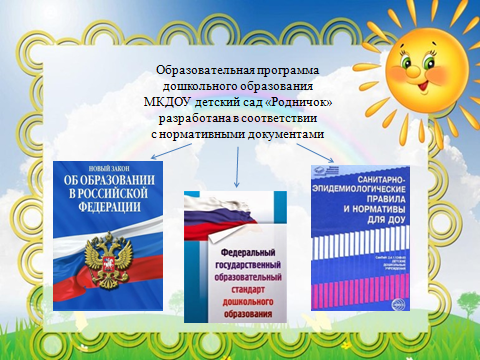 Образовательная программа
дошкольного образования
МКДОУ детский сад «Родничок»
разработана в соответствии
с нормативными документами
НОВЫЙ ЗАКОН
ОБ ОБРАЗОВАНИИ
В РОССИЙСКОЙ
ФЕДЕРАЦИИ
Федеральный
государственный
образовательный
стандарт
дошкольного
образования
САНИТАРНО-
ЭПИДЕМИОЛОГИЧЕСКИЕ
ПРАВИЛА
И НОРМАТИВЫ
ДЛЯ ДОУ